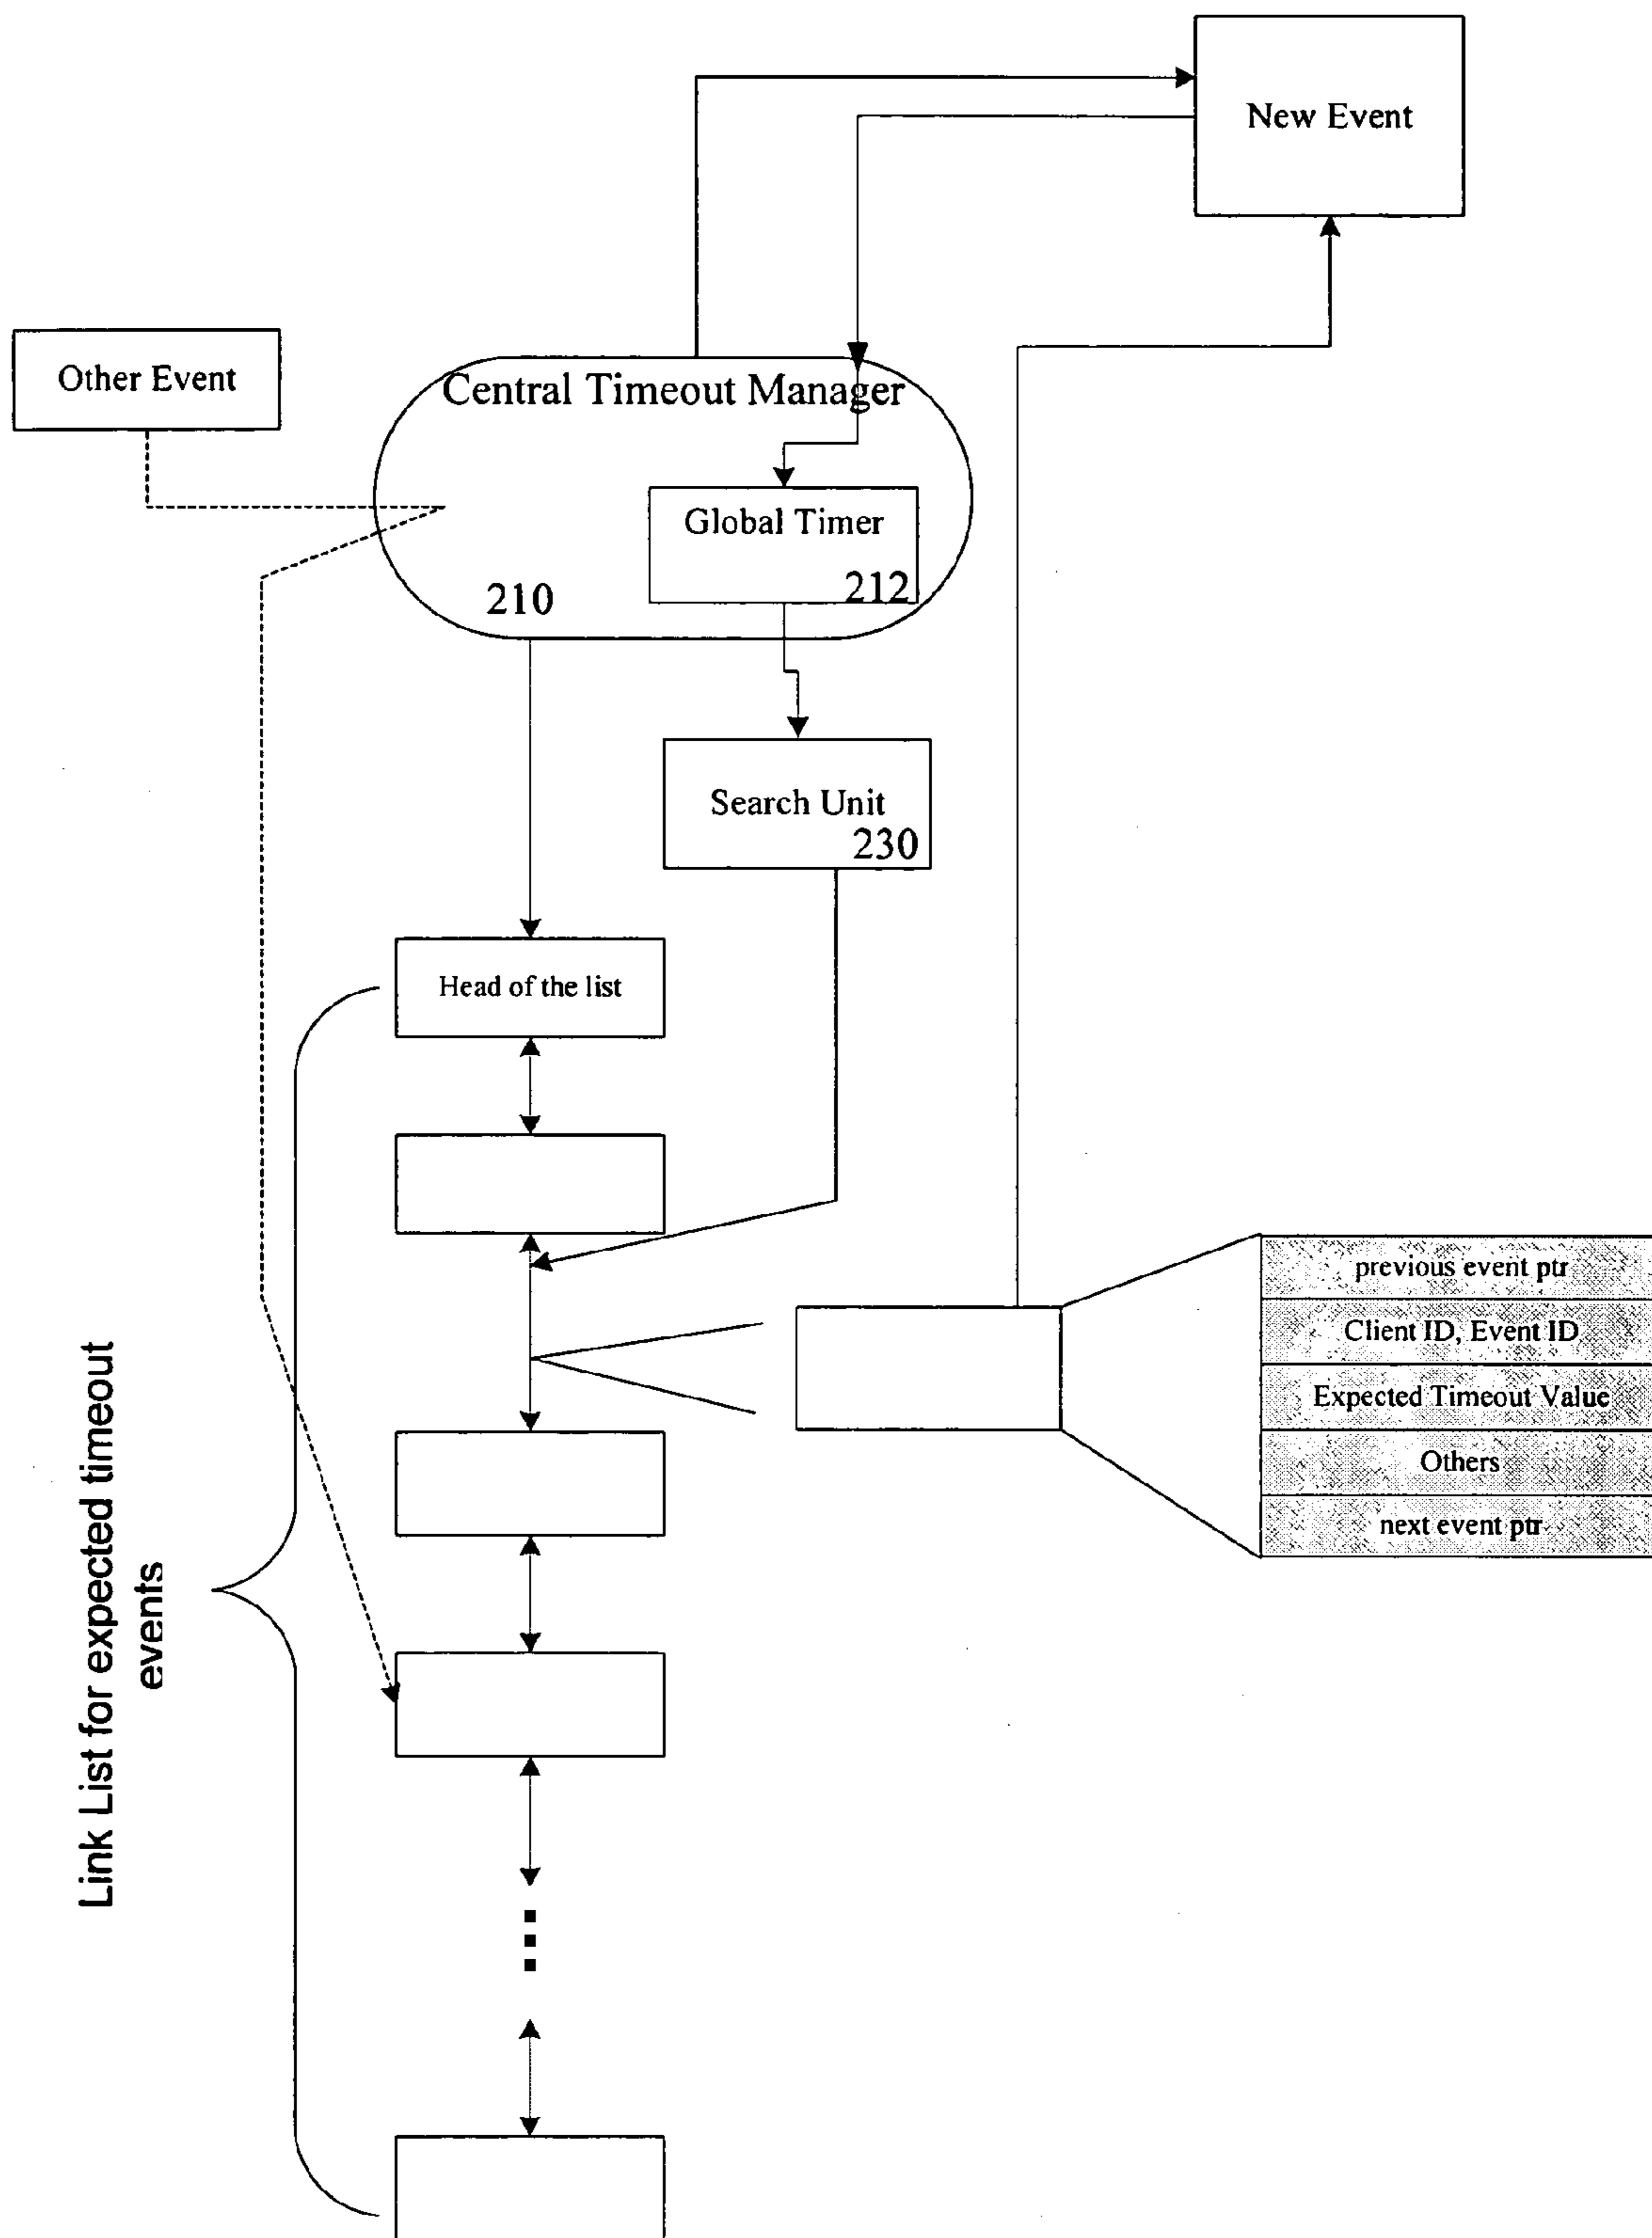 New Event
Other Event
Central Timeout Manager
Global Timer
212
210
Search Unit
230
Head of the list
previous event ptr
Client ID, Event ID
Expected Timeout Value
Others
next event ptr
Link List for expected timeout
events